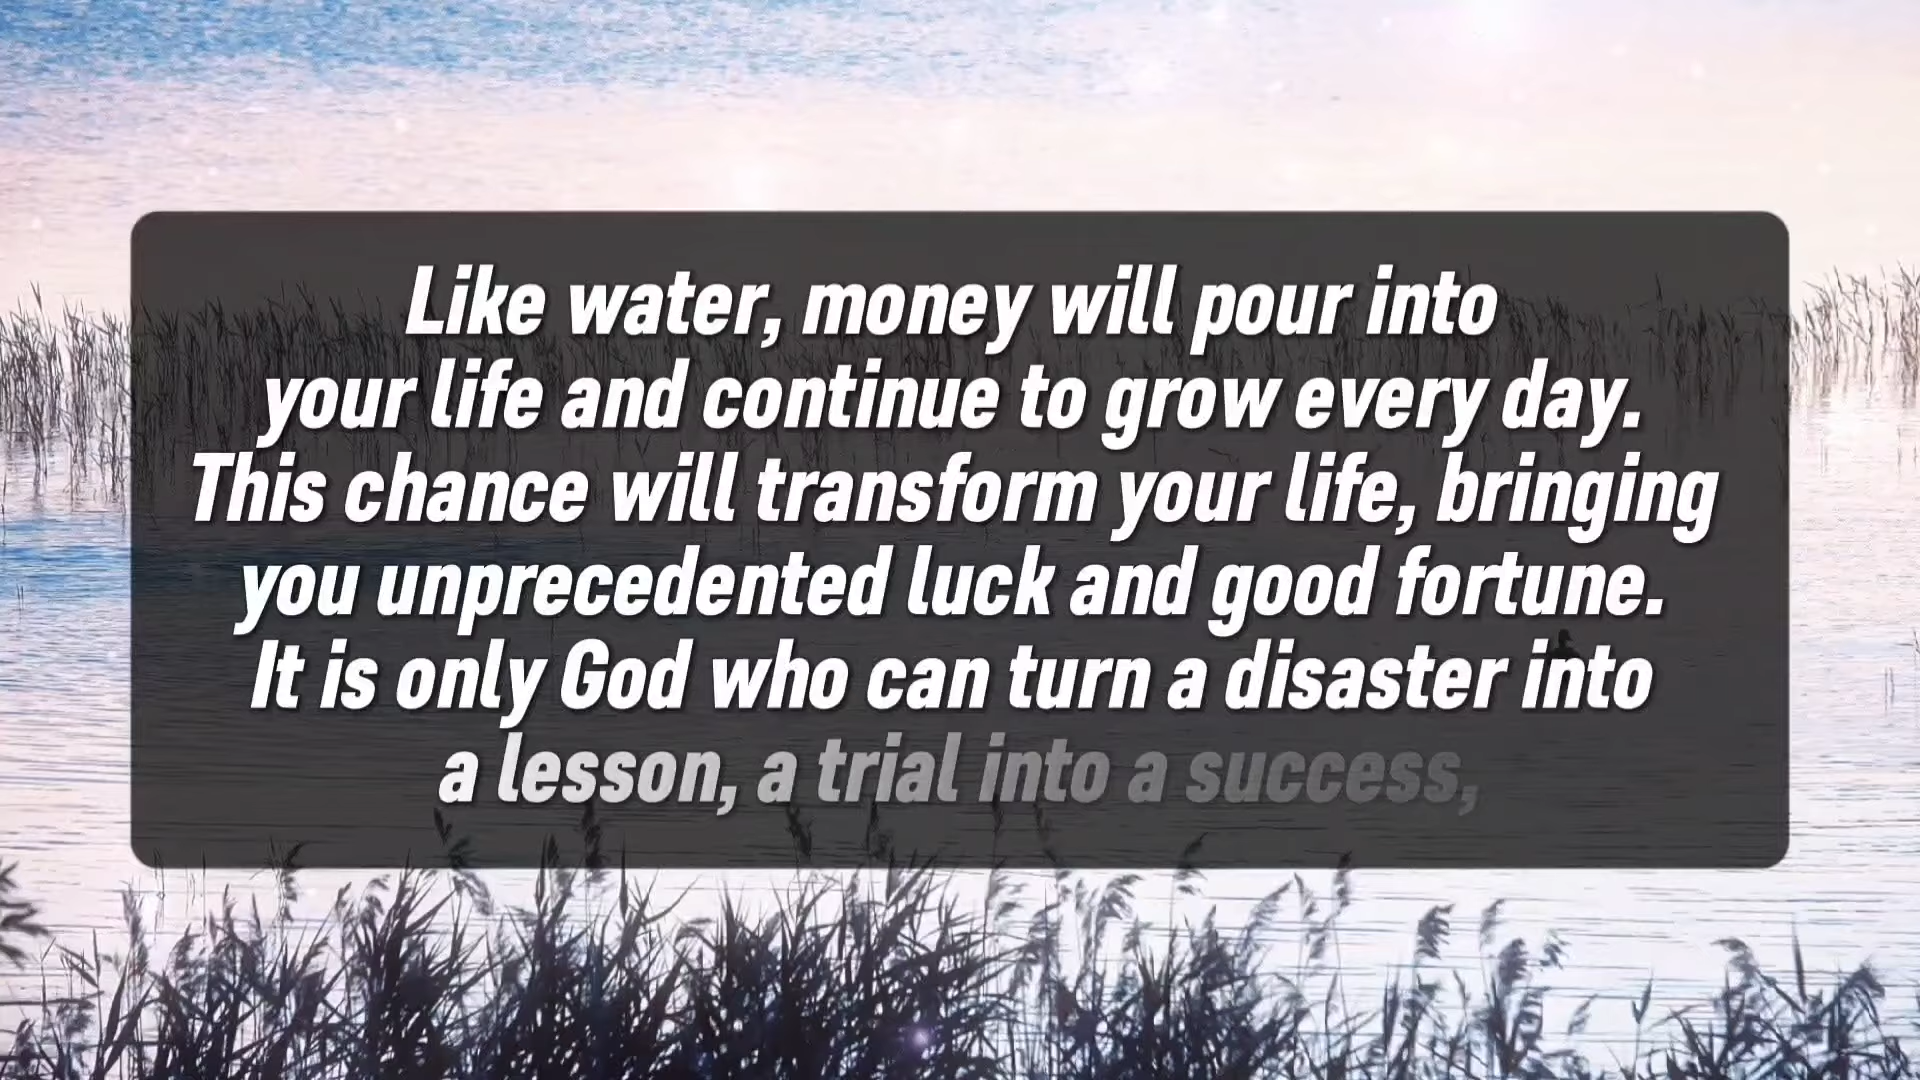 Like water, money will pour into
your life and continue to grow every day.
This chance will transform your life, bringing
you unprecedented luck and good fortune.
It is only God who can turn a disaster into
a lesson, a trial into a success,